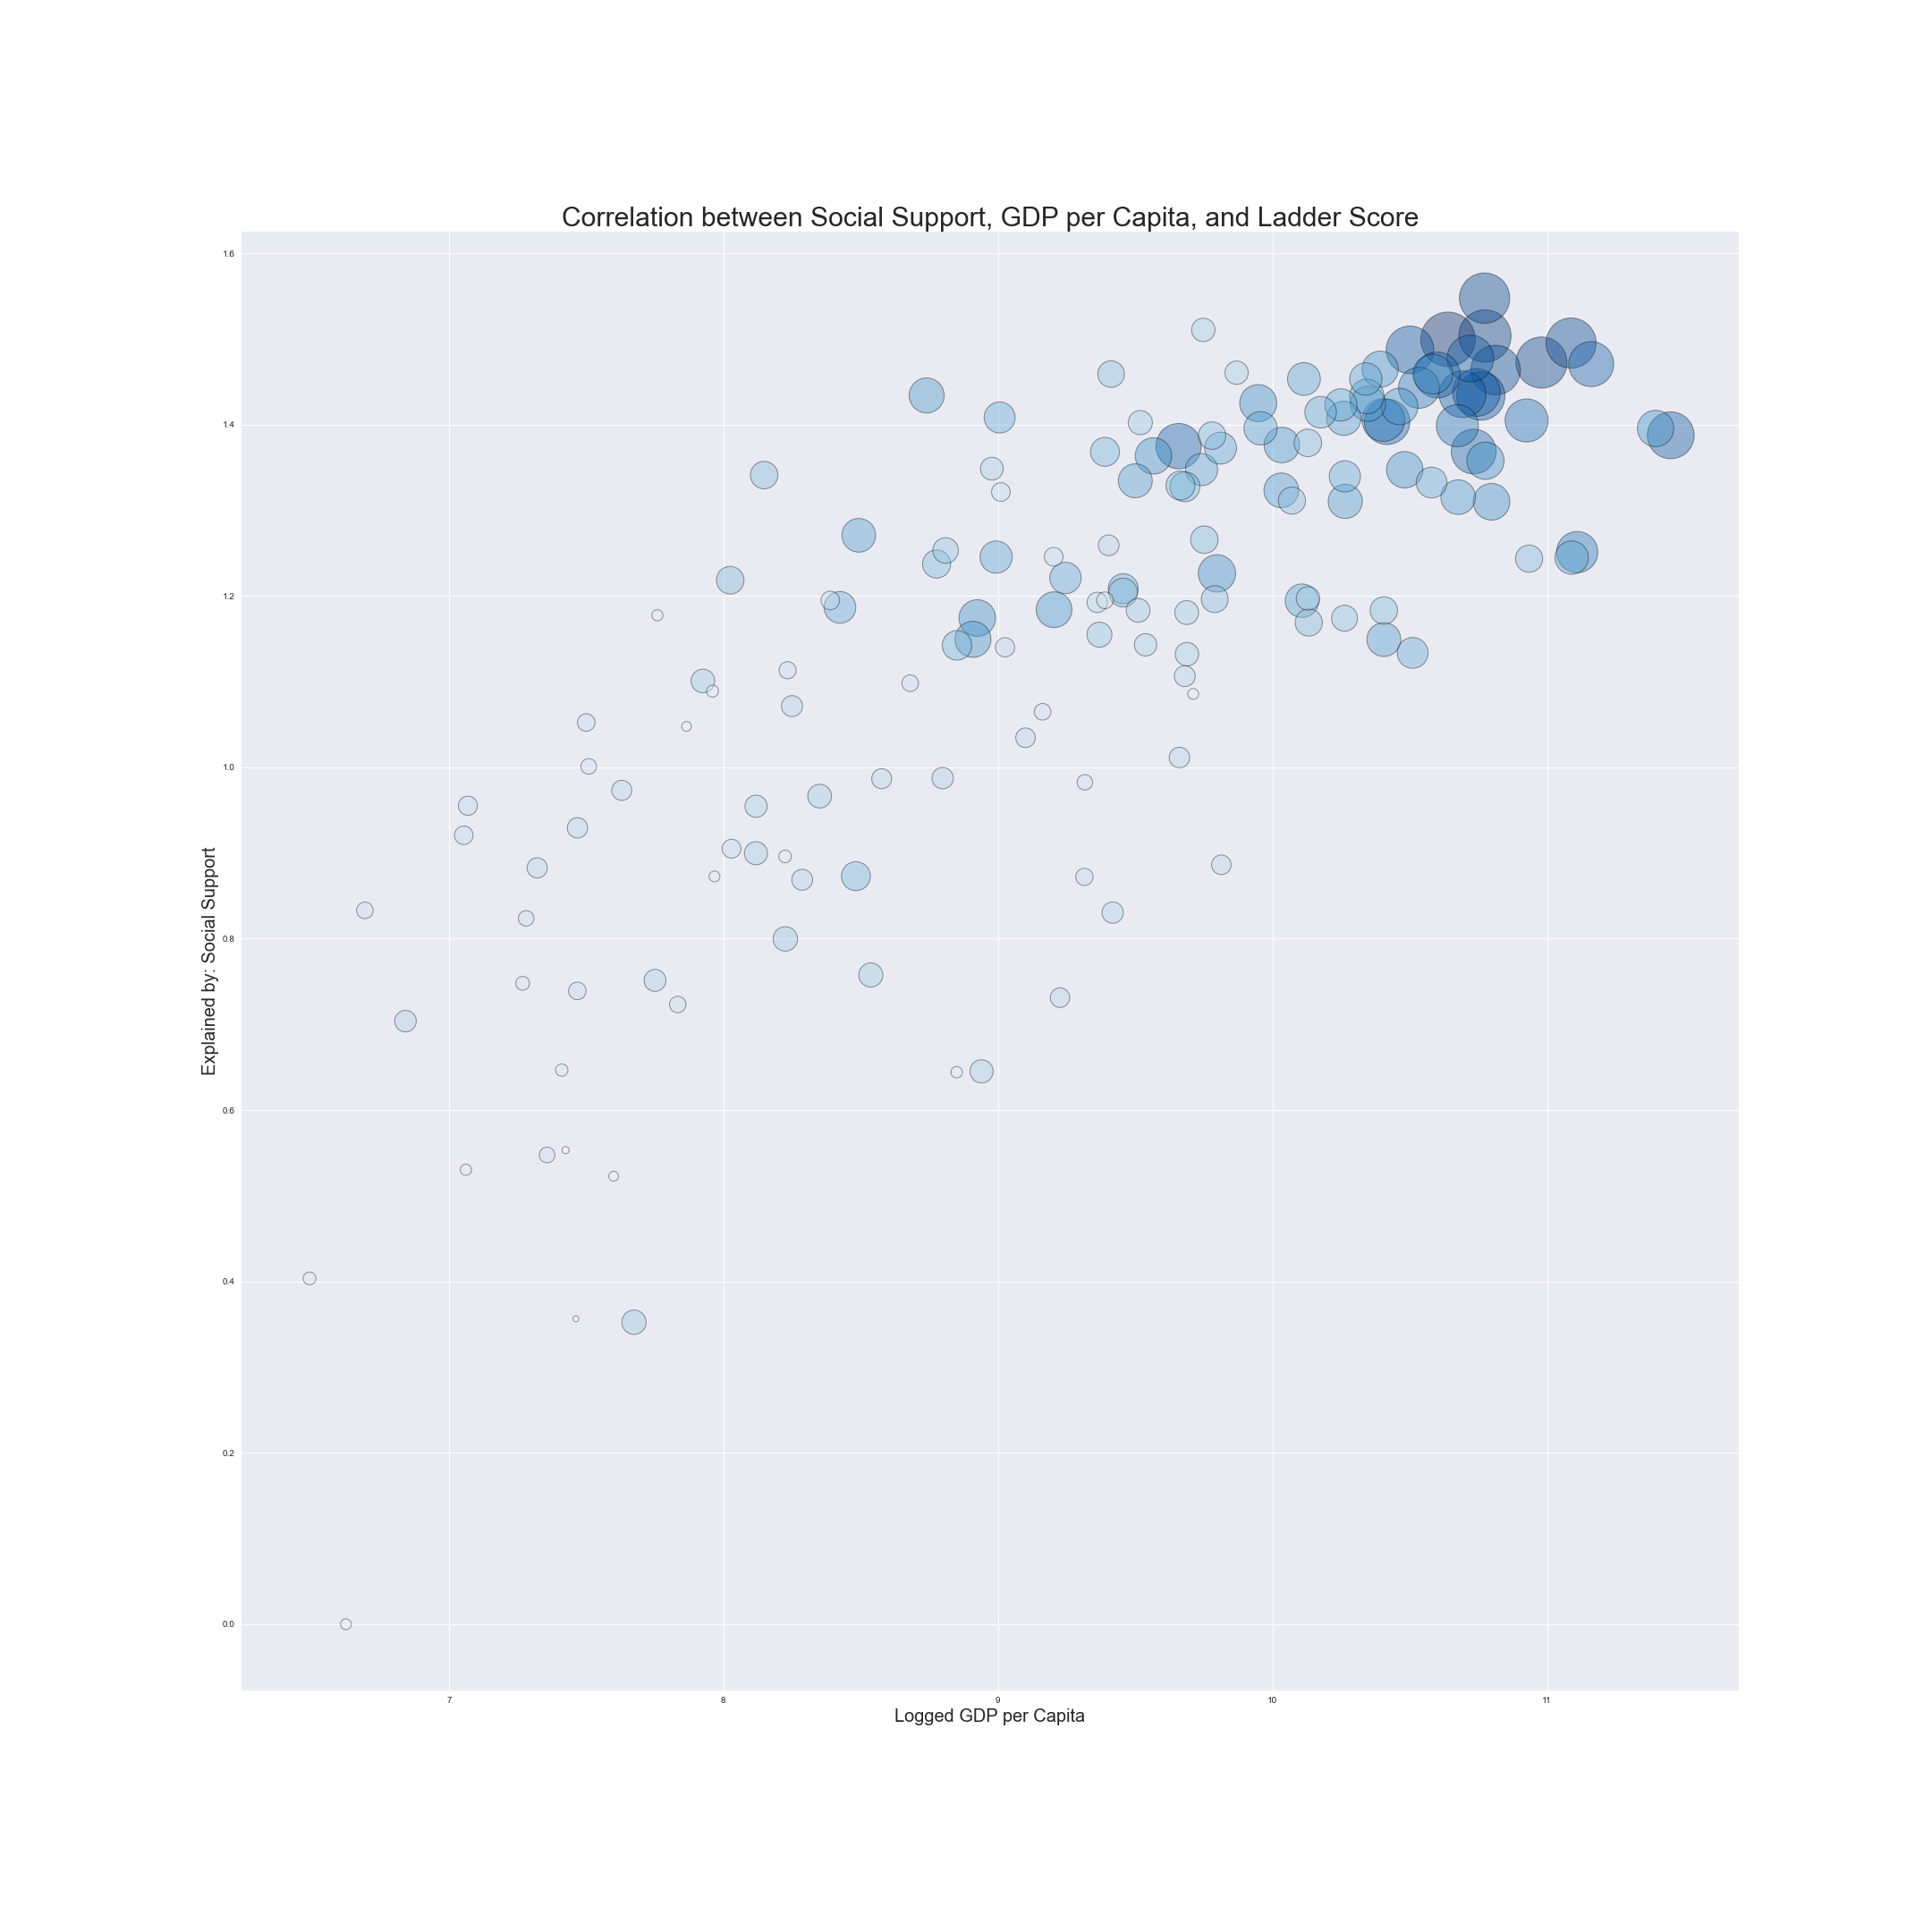 Correlation between Social Support, GDP per Capita, and Ladder Score
1.6
1.4
1.2
1.0
0.8
0.6
0.4
0.2
0.0
Explained by: Social Support
7 8 9 10 11
Logged GDP per Capita